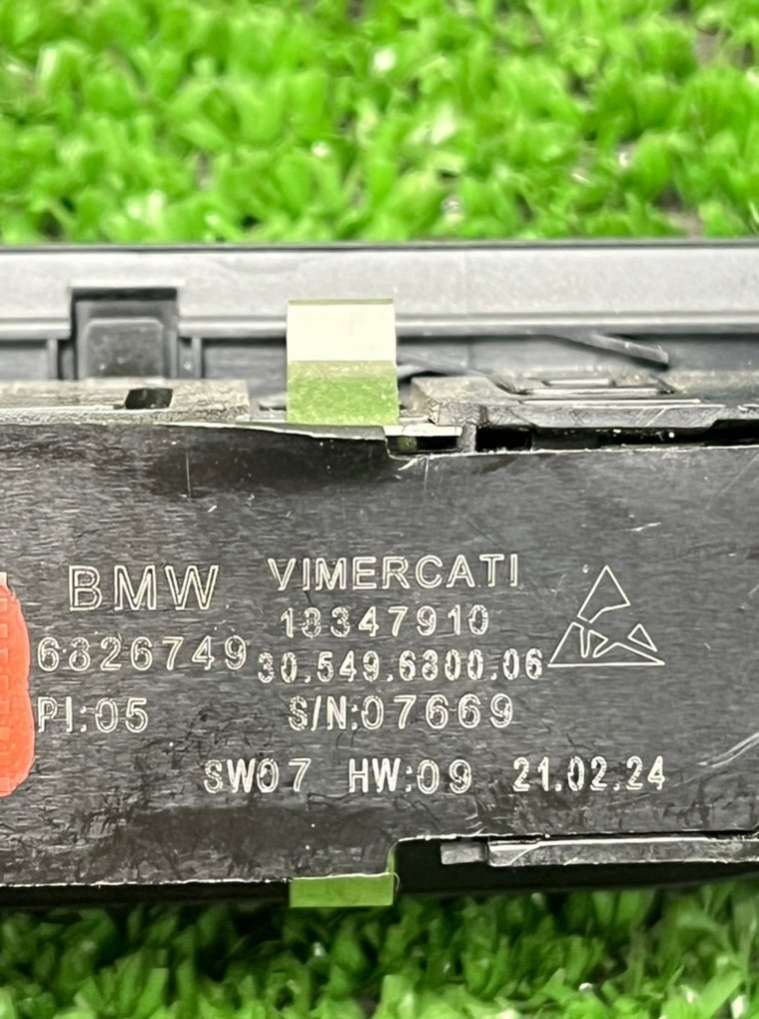 BMW VIMERCATI
18347910
6826749 30.549.6800.06
PI:05 S/N:07669
SW07 HW:09 21.02.24